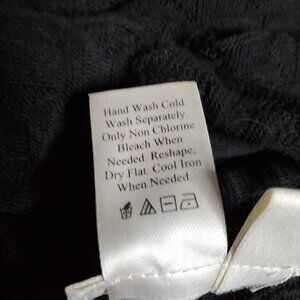 Hand Wash Cold.
Wash Separately.
Only Non Chlorine
Bleach When
Needed. Reshape,
Dry Flat. Cool Iron
When Needed.